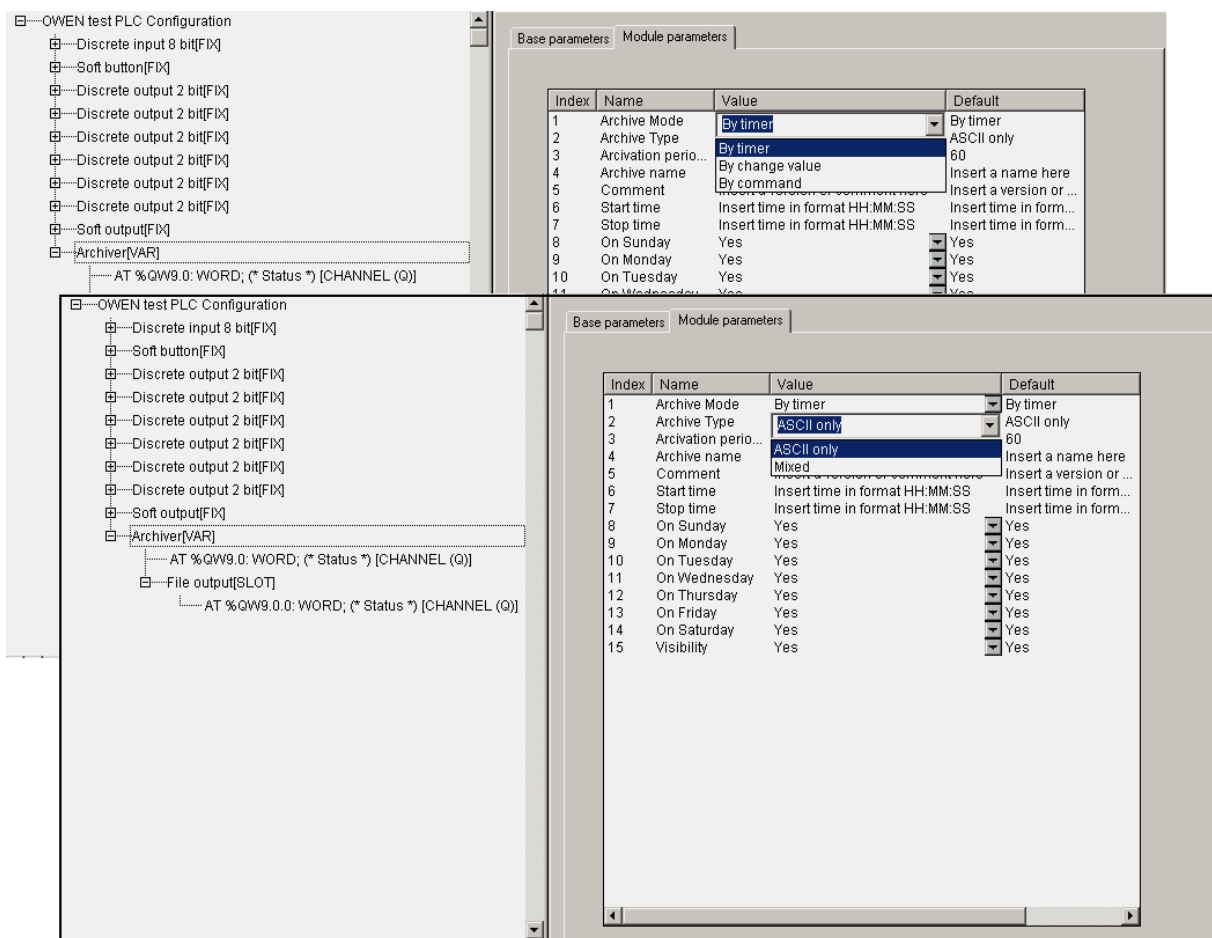 OWEN test PLC Configuration
Discrete input 8 bit[FIX]
Soft button[FIX]
Discrete output 2 bit[FIX]
Discrete output 2 bit[FIX]
Discrete output 2 bit[FIX]
Discrete output 2 bit[FIX]
Discrete output 2 bit[FIX]
Discrete output 2 bit[FIX]
Soft output[FIX]
Archiver[VAR]
AT %QW9.0: WORD; (* Status *) [CHANNEL (Q)]
Base parameters Module parameters
Index Name Value Default
1 Archive Mode By timer By timer
2 Archive Type ASCII only
3 Arcivation perio... 60
4 Archive name Insert a name here
5 Comment Insert a version or ...
By timer
By change value
By command
6 Start time Insert time in format HH:MM:SS Insert time in form...
7 Stop time Insert time in format HH:MM:SS Insert time in form...
8 On Sunday Yes Yes
9 On Monday Yes Yes
10 On Tuesday Yes Yes
11 On Wednesday Yes Yes
OWEN test PLC Configuration
Discrete input 8 bit[FIX]
Soft button[FIX]
Discrete output 2 bit[FIX]
Discrete output 2 bit[FIX]
Discrete output 2 bit[FIX]
Discrete output 2 bit[FIX]
Discrete output 2 bit[FIX]
Discrete output 2 bit[FIX]
Soft output[FIX]
Archiver[VAR]
AT %QW9.0: WORD; (* Status *) [CHANNEL (Q)]
File output[SLOT]
AT %QW9.0.0: WORD; (* Status *) [CHANNEL (Q)]
Base parameters Module parameters
Index Name Value Default
1 Archive Mode By timer By timer
2 Archive Type ASCII only ASCII only
3 Arcivation perio... 60
4 Archive name Insert a name here
5 Comment Insert a version or ...
ASCII only
Mixed
6 Start time Insert time in format HH:MM:SS Insert time in form...
7 Stop time Insert time in format HH:MM:SS Insert time in form...
8 On Sunday Yes Yes
9 On Monday Yes Yes
10 On Tuesday Yes Yes
11 On Wednesday Yes Yes
12 On Thursday Yes Yes
13 On Friday Yes Yes
14 On Saturday Yes Yes
15 Visibility Yes Yes